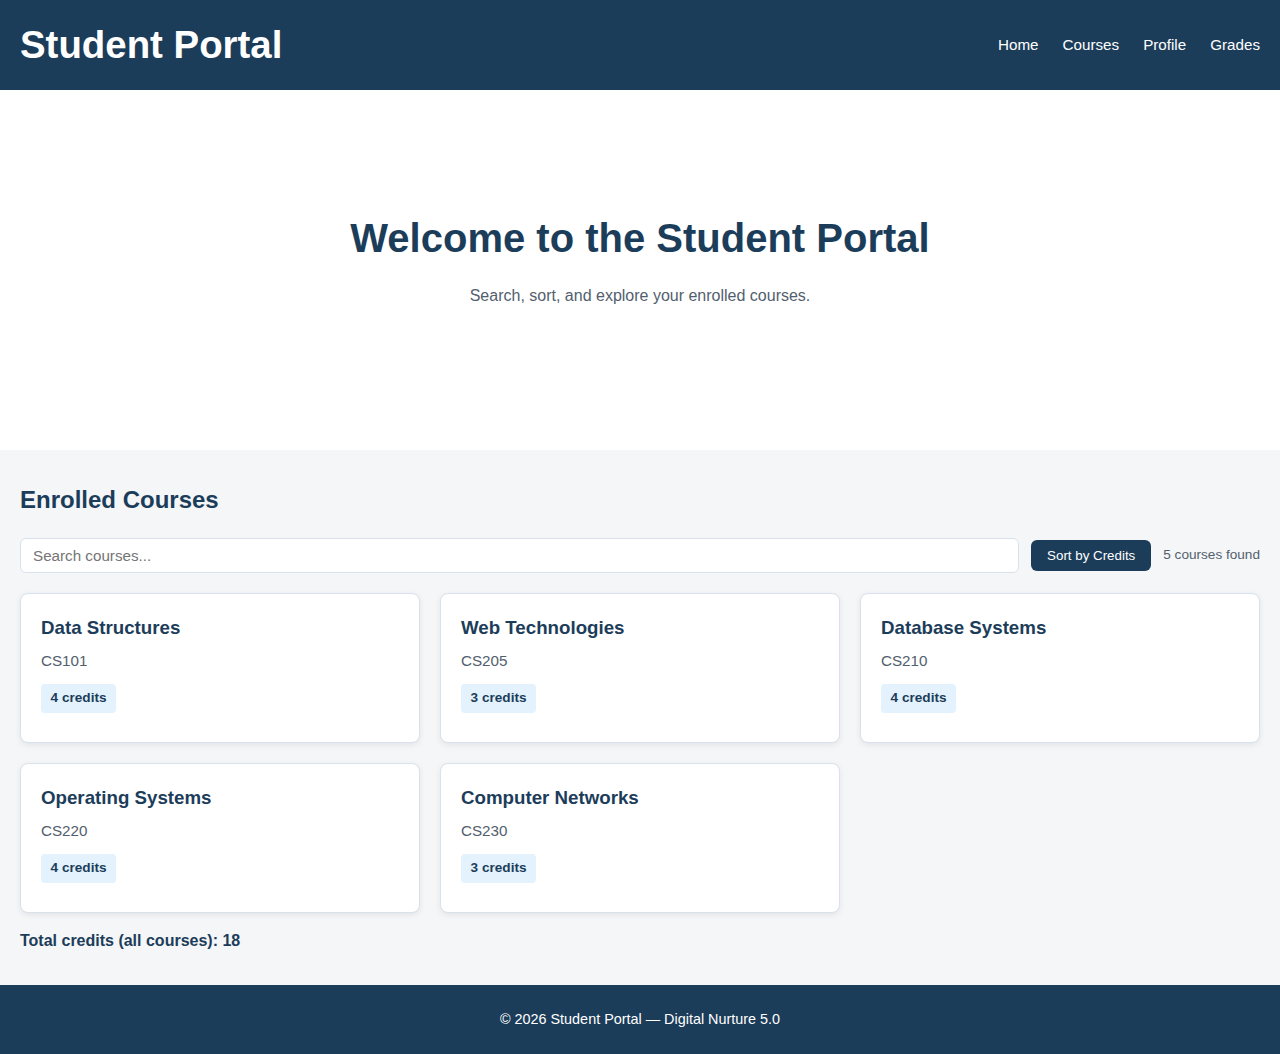 Student Portal
Home Courses Profile Grades
Welcome to the Student Portal
Search, sort, and explore your enrolled courses.
Enrolled Courses
Search courses... Sort by Credits 5 courses found
Data Structures
CS101
4 credits
Web Technologies
CS205
3 credits
Database Systems
CS210
4 credits
Operating Systems
CS220
4 credits
Computer Networks
CS230
3 credits
Total credits (all courses): 18
© 2026 Student Portal — Digital Nurture 5.0